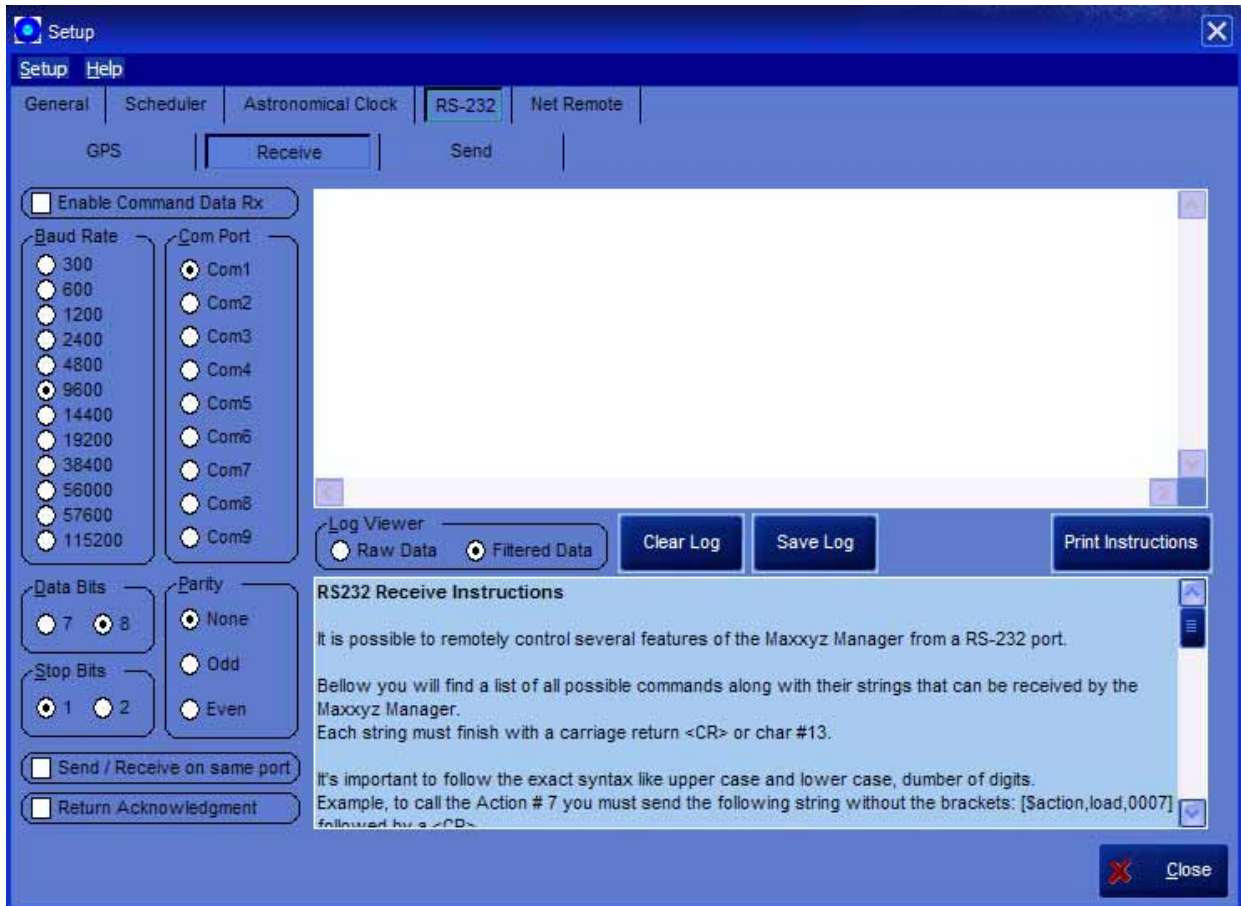 Setup
Setup Help
General Scheduler Astronomical Clock RS-232 Net Remote
GPS Receive Send
Enable Command Data Rx
Baud Rate
300
600
1200
2400
4800
9600
14400
19200
38400
56000
57600
115200
Com Port
Com1
Com2
Com3
Com4
Com5
Com6
Com7
Com8
Com9
Data Bits
7 8
Stop Bits
1 2
Parity
None
Odd
Even
Send / Receive on same port
Return Acknowledgment
Log Viewer
Raw Data Filtered Data
Clear Log
Save Log
Print Instructions
RS232 Receive Instructions
It is possible to remotely control several features of the Maxxyz Manager from a RS-232 port.
Bellow you will find a list of all possible commands along with their strings that can be received by the
Maxxyz Manager.
Each string must finish with a carriage return <CR> or char #13.
It's important to follow the exact syntax like upper case and lower case, dumber of digits.
Example, to call the Action # 7 you must send the following string without the brackets: [$action,load,0007]
followed by a <CR>
Close